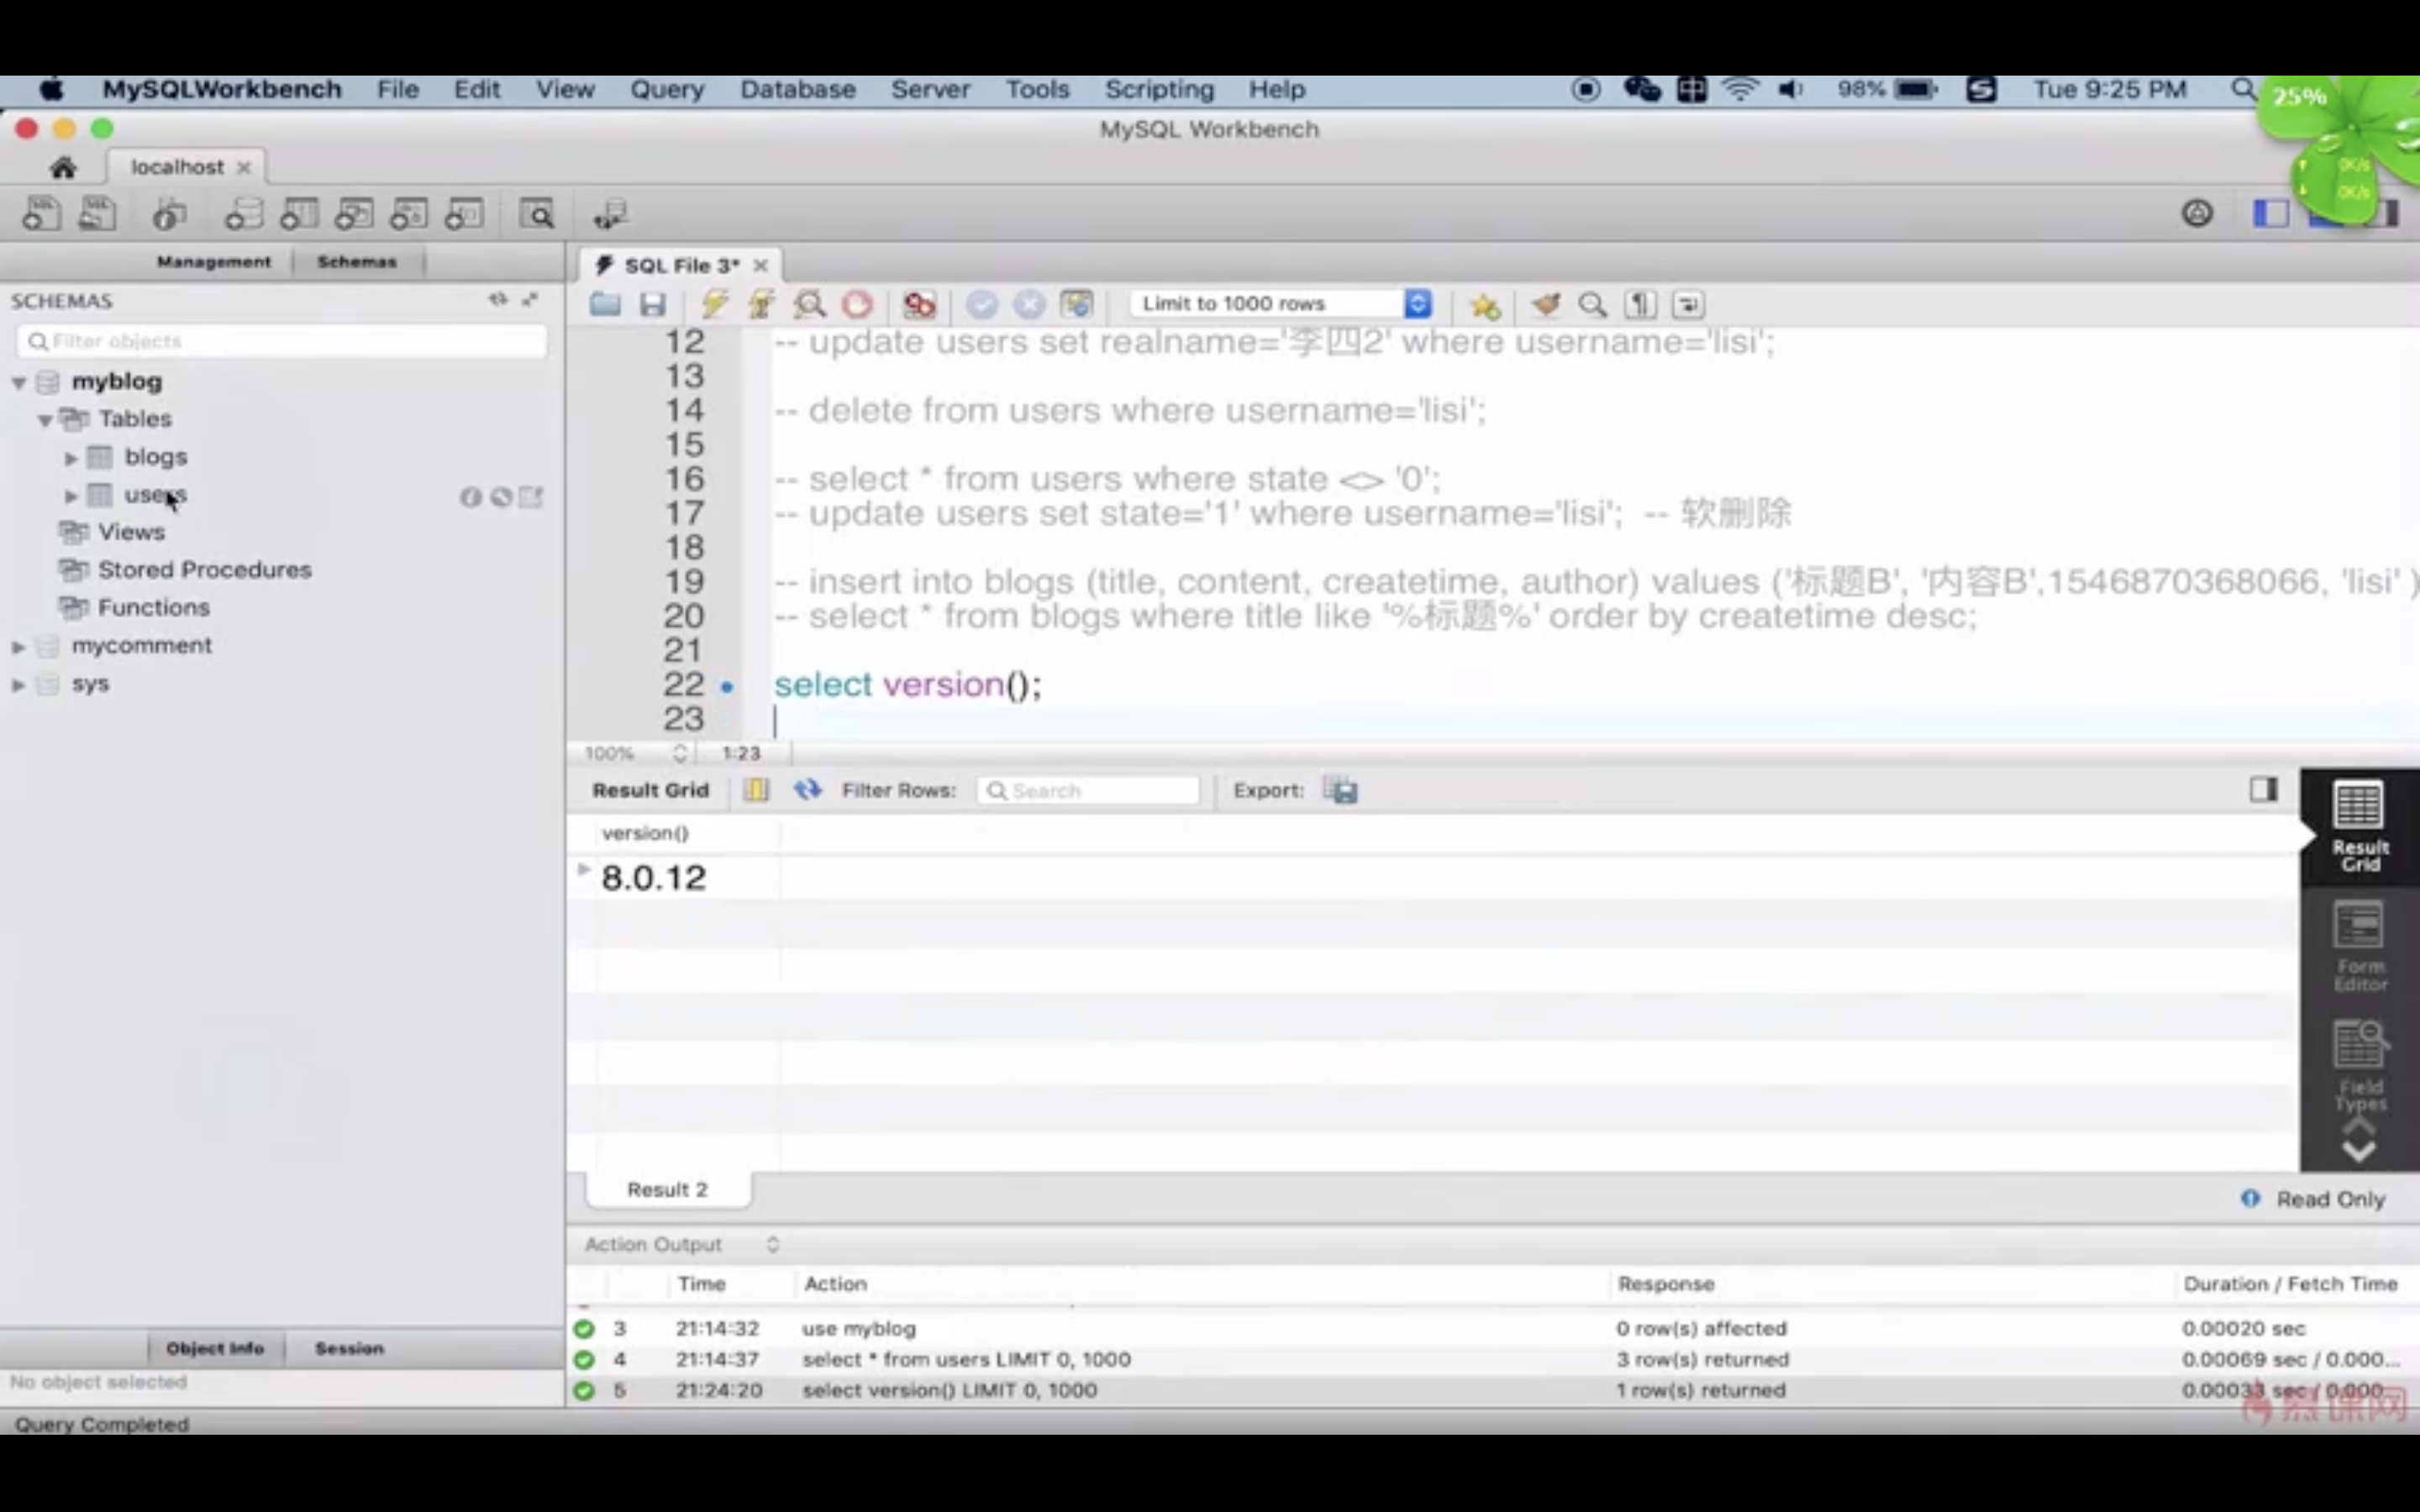 MySQLWorkbench File Edit View Query Database Server Tools Scripting Help 98% Tue 9:25 PM
25%
MySQL Workbench
localhost
0K/s
0K/s
Management Schemas
SCHEMAS
Filter objects
myblog
Tables
blogs
users
Views
Stored Procedures
Functions
mycomment
sys
Object Info Session
No object selected
Query Completed
SQL File 3*
Limit to 1000 rows
12 -- update users set realname='李四2' where username='lisi';
13
14 -- delete from users where username='lisi';
15
16 -- select * from users where state <> '0';
17 -- update users set state='1' where username='lisi'; -- 软删除
18
19 -- insert into blogs (title, content, createtime, author) values ('标题B', '内容B',1546870368066, 'lisi' )
20 -- select * from blogs where title like '%标题%' order by createtime desc;
21
22 select version();
23
100% 1:23
Result Grid Filter Rows: Search Export:
version()
8.0.12
Result Grid
Form Editor
Field Types
Result 2
Read Only
Action Output
Time Action Response Duration / Fetch Time
3 21:14:32 use myblog 0 row(s) affected 0.00020 sec
4 21:14:37 select * from users LIMIT 0, 1000 3 row(s) returned 0.00069 sec / 0.000...
5 21:24:20 select version() LIMIT 0, 1000 1 row(s) returned 0.00033 sec / 0.000...
慕课网